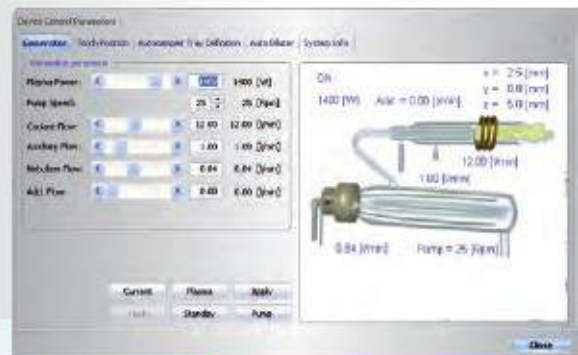 Device Control Parameters
Generator Torch Position Autosampler Tray Definition Auto Diluter System Info
Generator parameters
Plasma Power: 1400 1400 [W]
Pump Speed: 25 25 [Rpm]
Coolant Flow: 12.00 12.00 [l/min]
Auxiliary Flow: 1.00 1.00 [l/min]
Nebulizer Flow: 0.84 0.84 [l/min]
Add. Flow: 0.00 0.00 [l/min]
Current Plasma Apply
Standby Pump
ON
x = 2.5 [mm]
y = 0.0 [mm]
z = 5.0 [mm]
1400 [W] Add. = 0.00 [l/min]
12.00 [l/min]
1.00 [l/min]
0.84 [l/min] Pump = 25 [Rpm]
Close